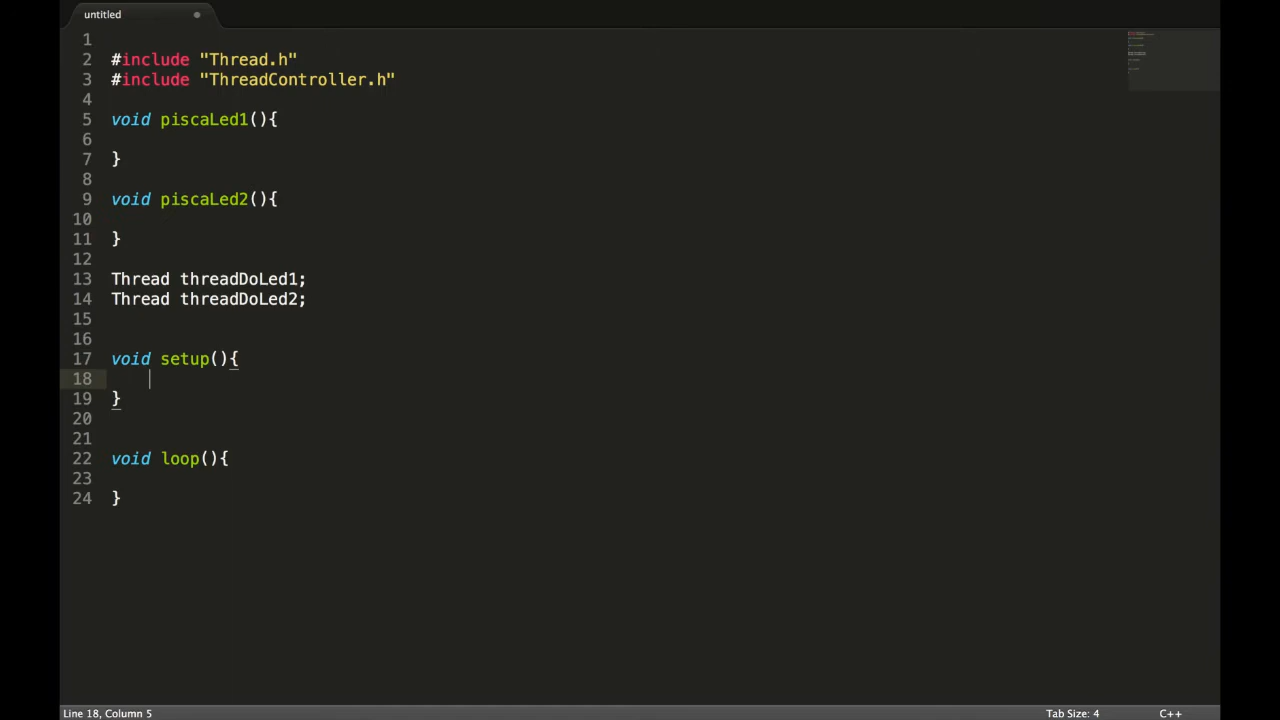 untitled
1
2 #include "Thread.h"
3 #include "ThreadController.h"
4
5 void piscaLed1(){
6
7 }
8
9 void piscaLed2(){
10
11 }
12
13 Thread threadDoLed1;
14 Thread threadDoLed2;
15
16
17 void setup(){
18
19 }
20
21
22 void loop(){
23
24 }
Line 18, Column 5 Tab Size: 4 C++